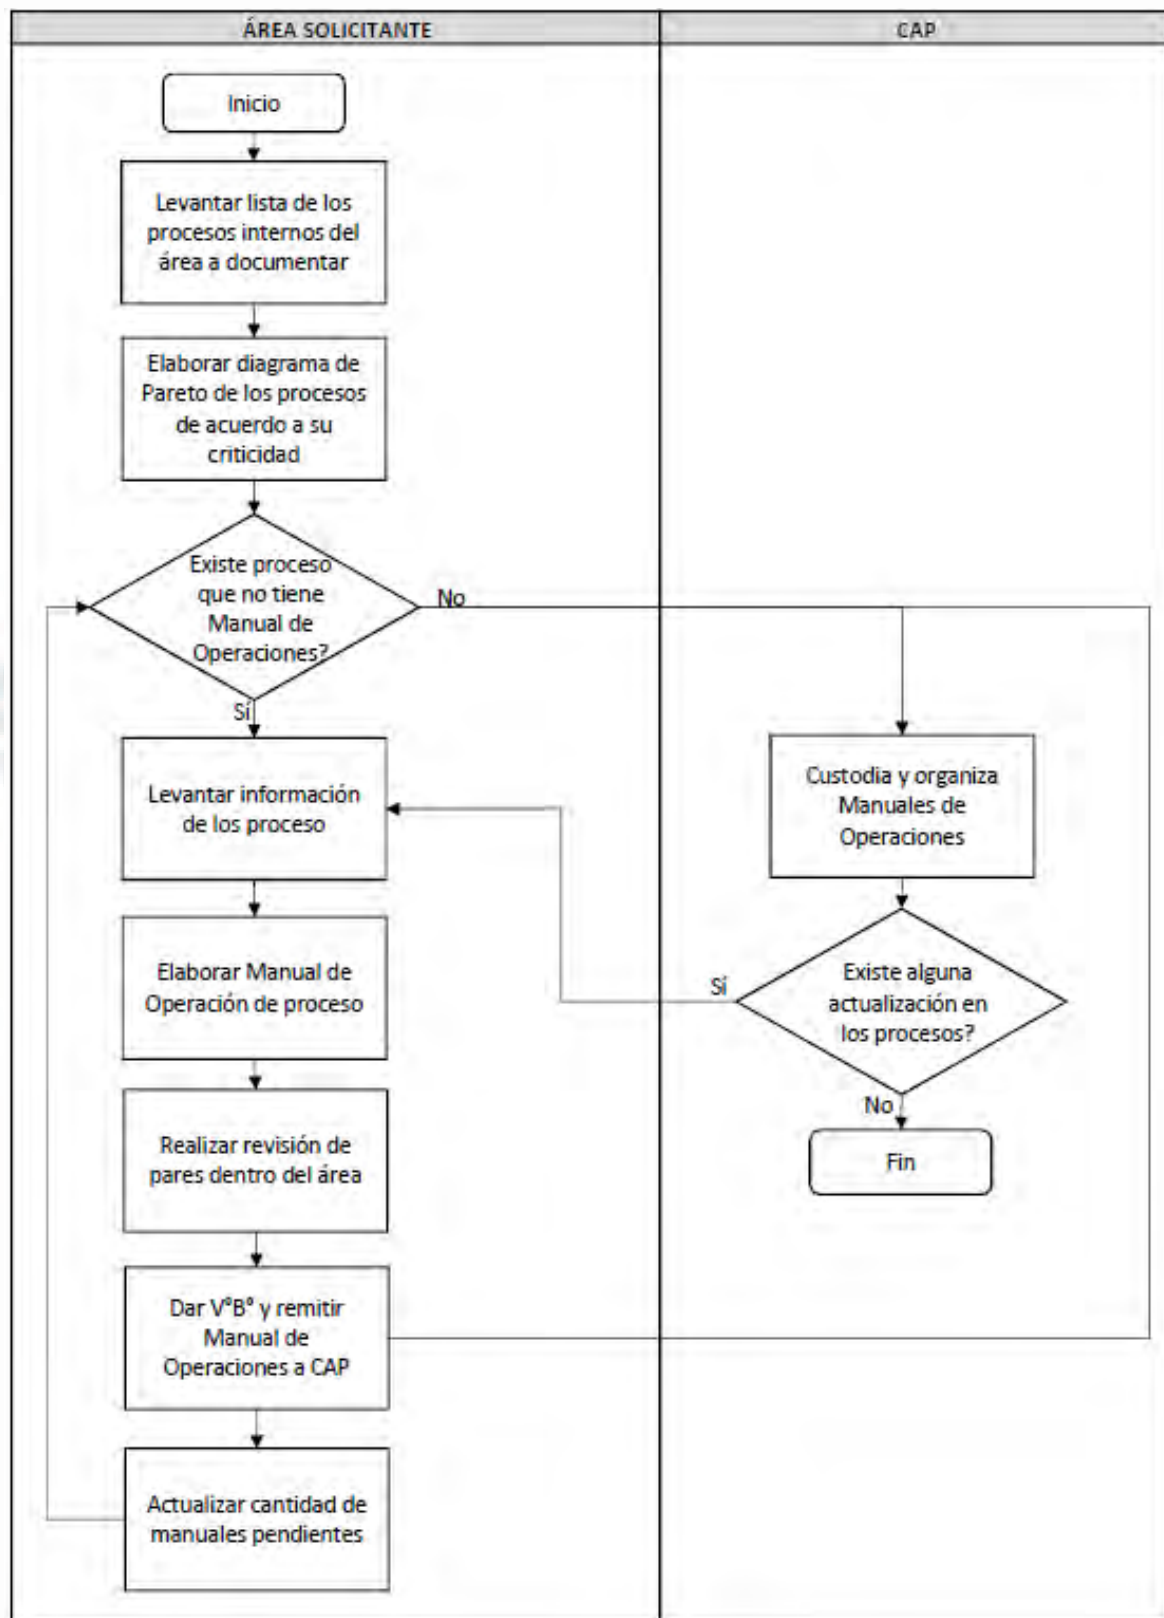 ÁREA SOLICITANTE
CAP
Inicio
Levantar lista de los
procesos internos del
área a documentar
Elaborar diagrama de
Pareto de los procesos
de acuerdo a su
criticidad
Existe proceso
que no tiene
Manual de
Operaciones?
No
Sí
Levantar información
de los proceso
Custodia y organiza
Manuales de
Operaciones
Elaborar Manual de
Operación de proceso
Sí
Existe alguna
actualización en
los procesos?
No
Fin
Realizar revisión de
pares dentro del área
Dar V°B° y remitir
Manual de
Operaciones a CAP
Actualizar cantidad de
manuales pendientes